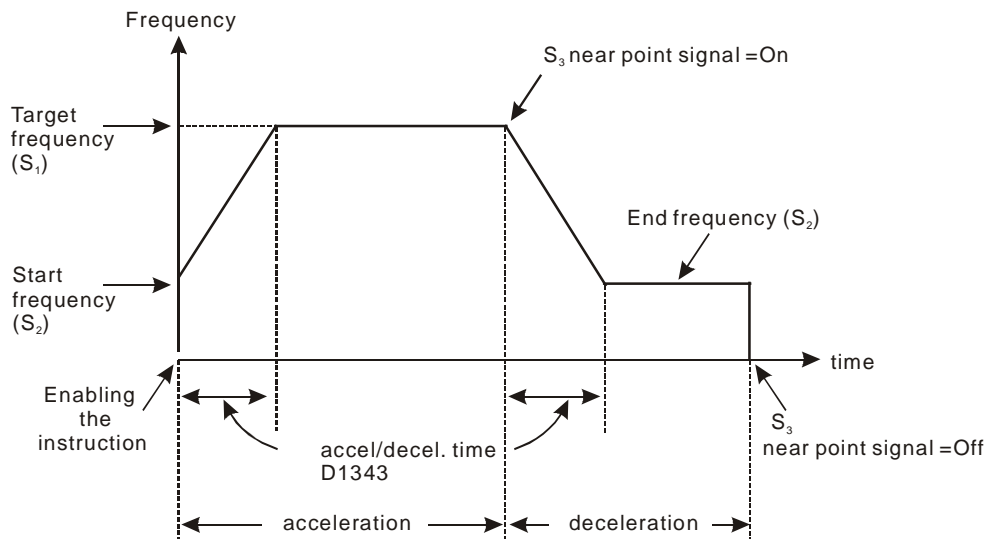 Frequency
S₃ near point signal =On
Target
frequency
(S₁)
End frequency (S₂)
Start
frequency
(S₂)
time
Enabling
the
instruction
accel/decel. time
D1343
S₃
near point signal =Off
acceleration
deceleration